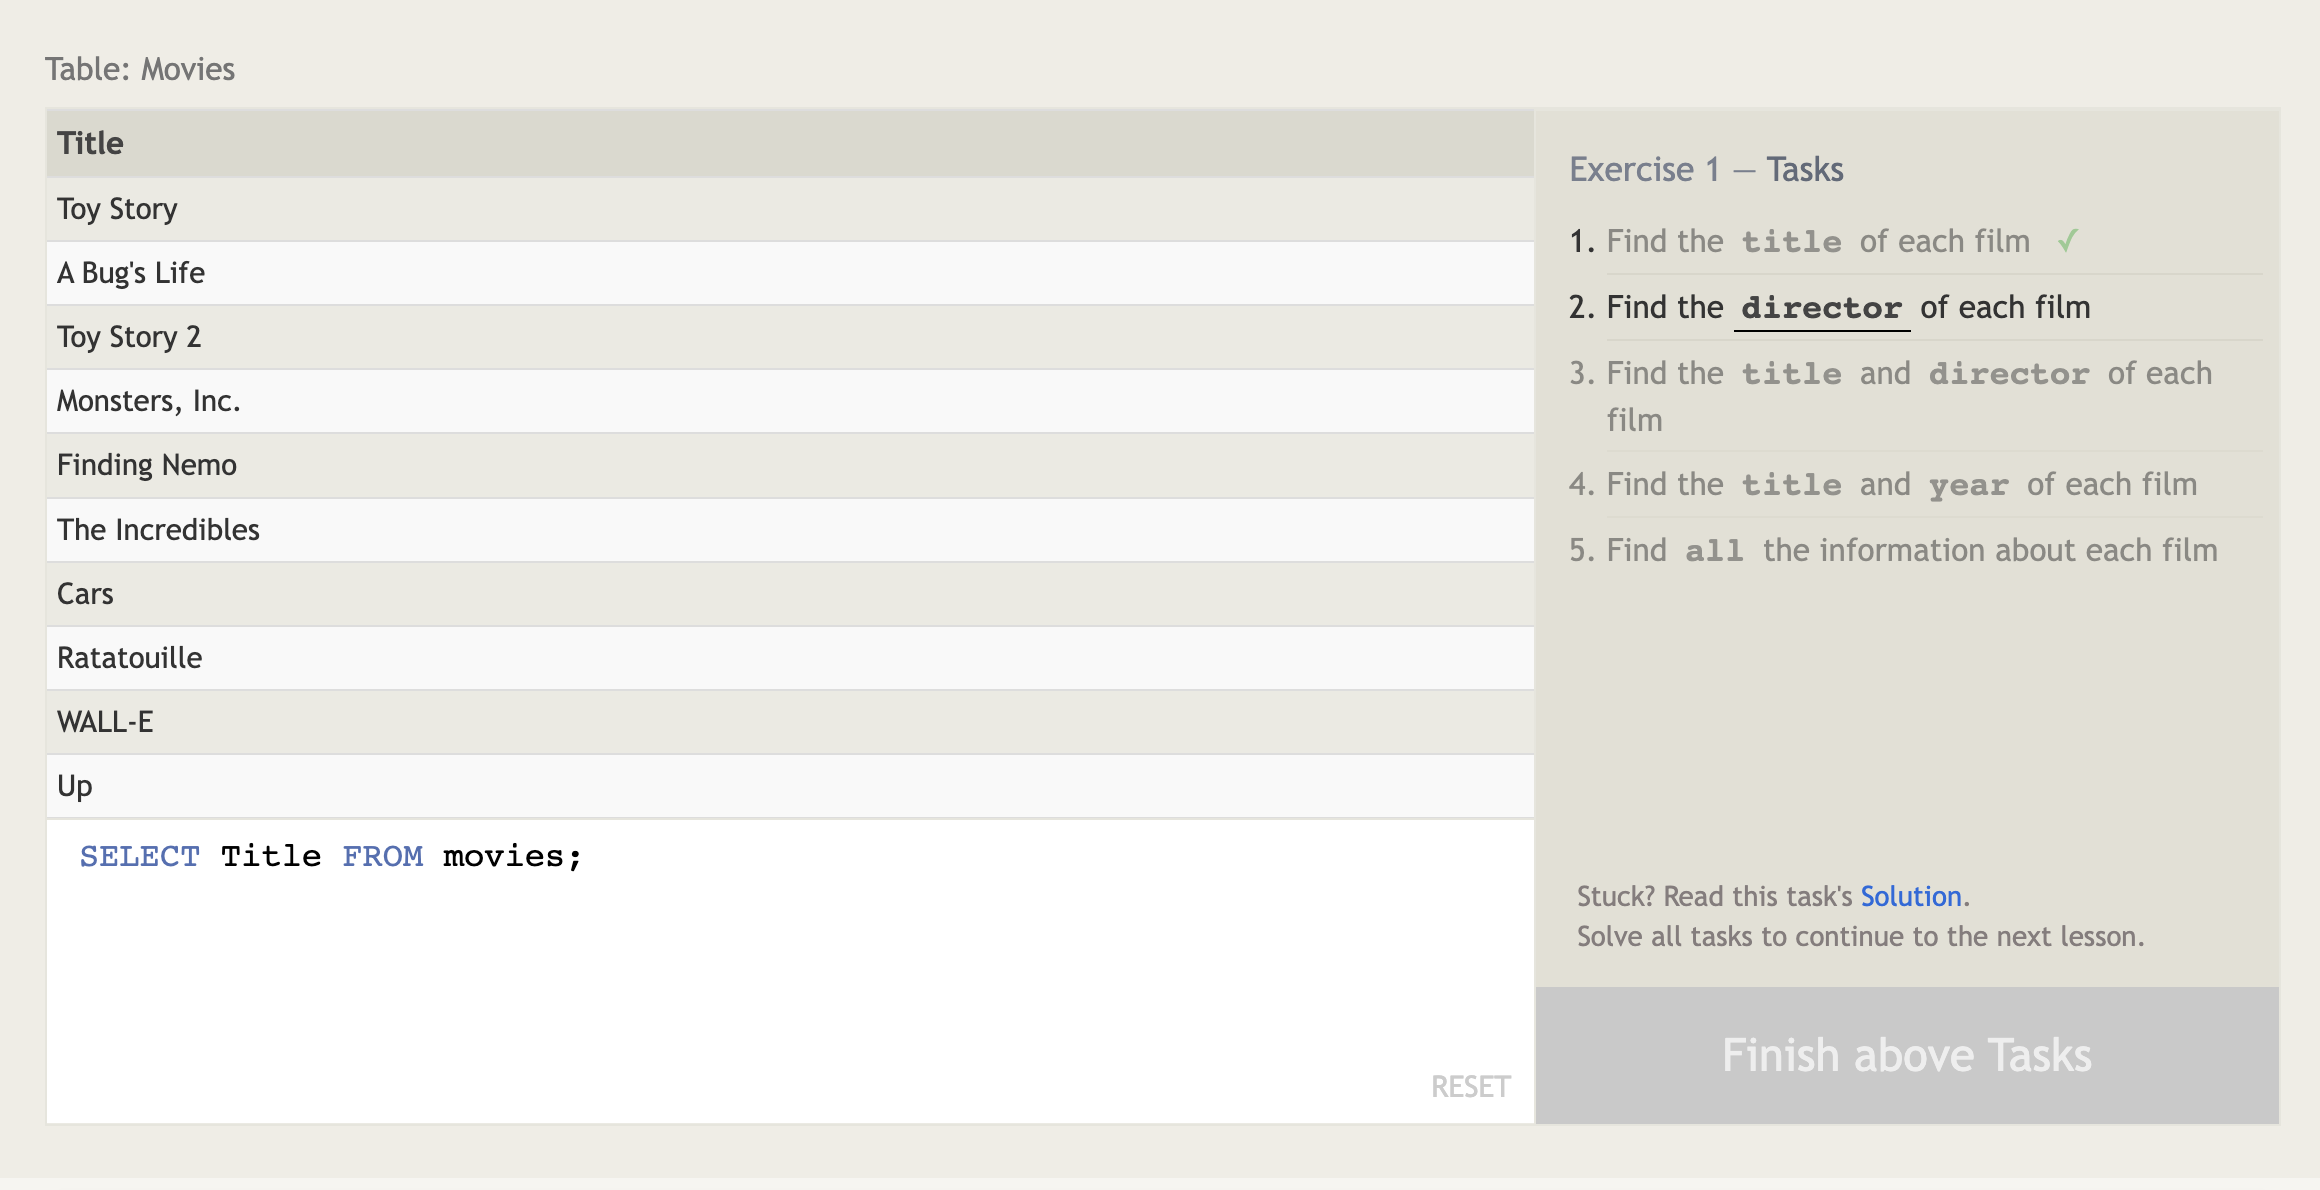 Table: Movies
Title
Toy Story
A Bug's Life
Toy Story 2
Monsters, Inc.
Finding Nemo
The Incredibles
Cars
Ratatouille
WALL-E
Up
SELECT Title FROM movies;
RESET
Exercise 1 — Tasks
1. Find the title of each film ✓
2. Find the director of each film
3. Find the title and director of each
film
4. Find the title and year of each film
5. Find all the information about each film
Stuck? Read this task's Solution.
Solve all tasks to continue to the next lesson.
Finish above Tasks